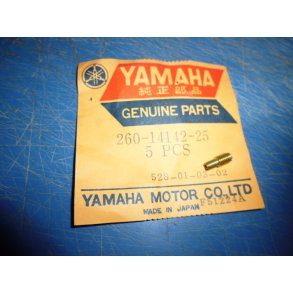 YAMAHA
純正部品
GENUINE PARTS
260-14142-25
5 PCS
528-01-03-02
YAMAHA MOTOR CO.,LTD
MADE IN JAPAN
F51224A